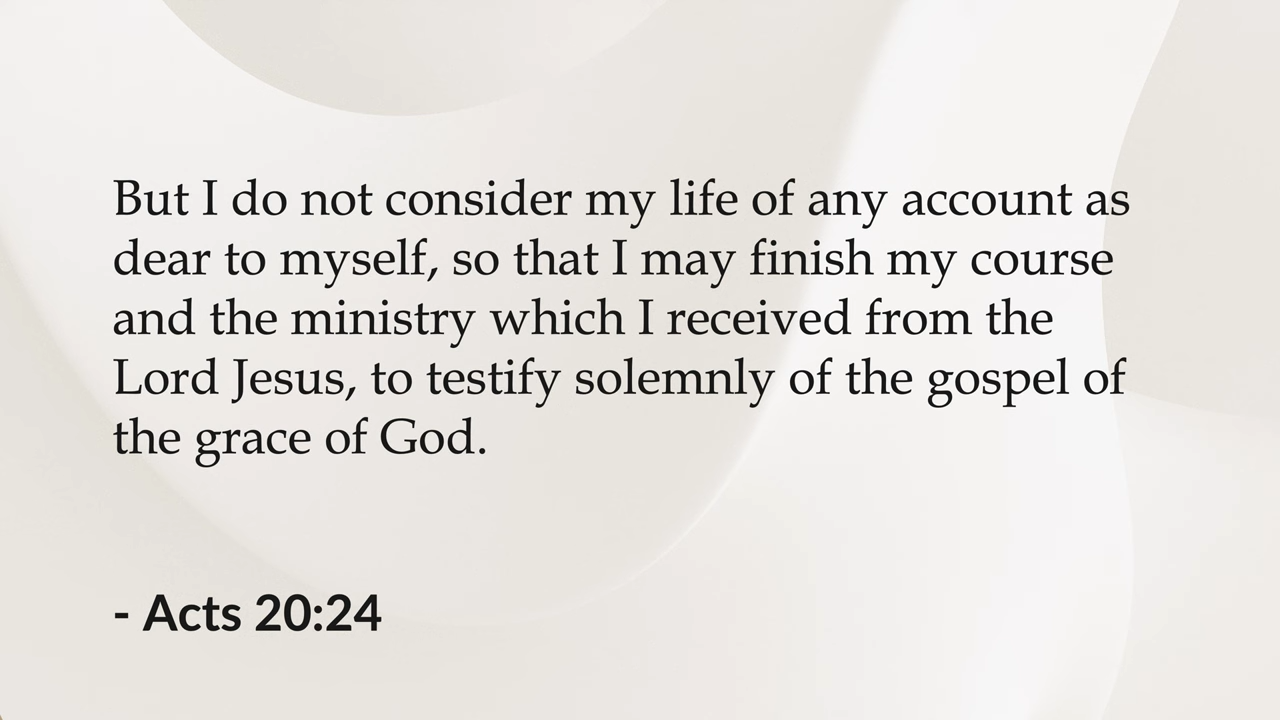 But I do not consider my life of any account as
dear to myself, so that I may finish my course
and the ministry which I received from the
Lord Jesus, to testify solemnly of the gospel of
the grace of God.
- Acts 20:24